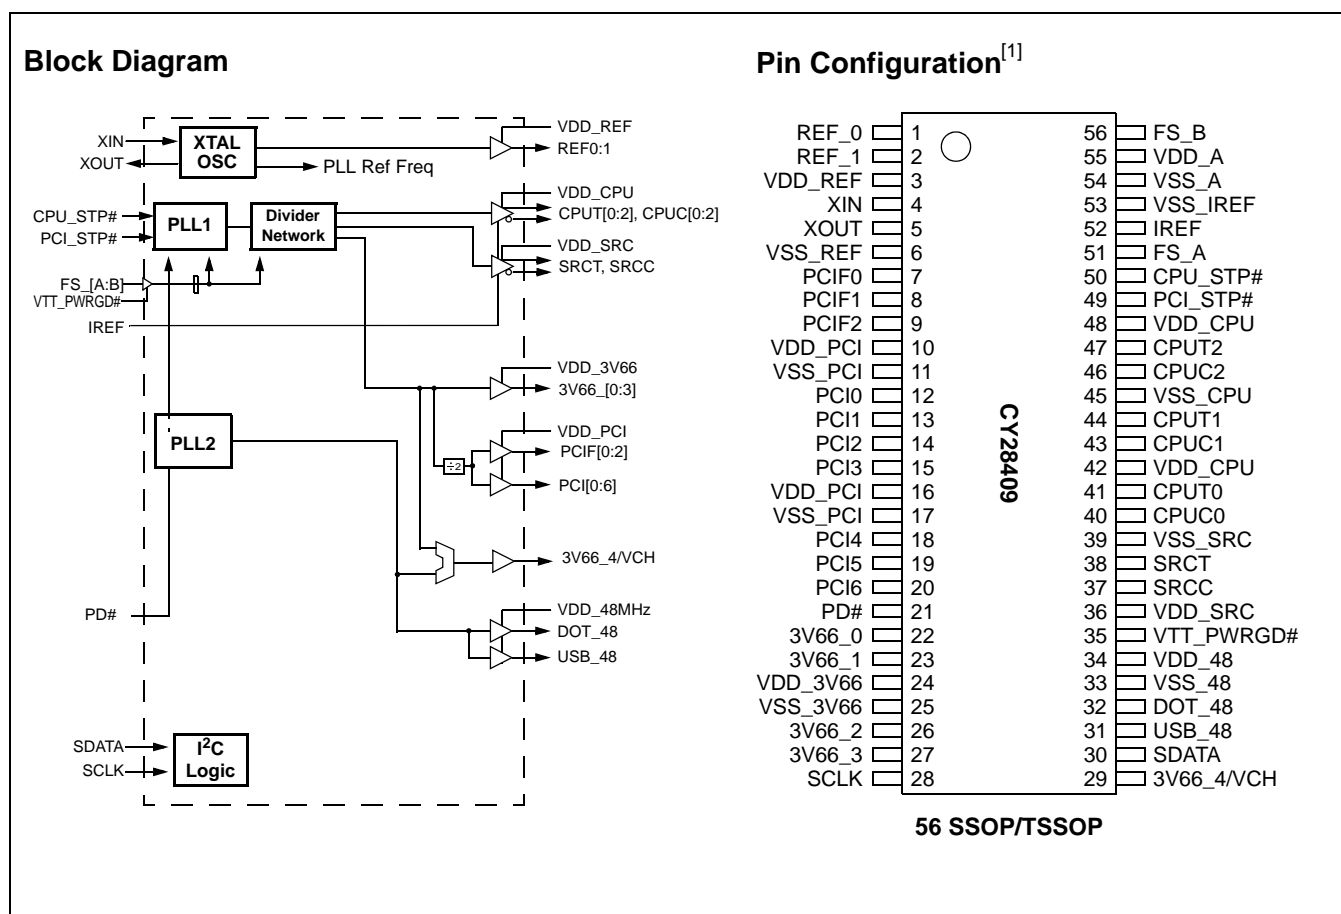 Block Diagram
XIN
XOUT
XTAL
OSC
VDD_REF
REF0:1
PLL Ref Freq
CPU_STP#
PCI_STP#
PLL1
Divider
Network
VDD_CPU
CPUT[0:2], CPUC[0:2]
VDD_SRC
SRCT, SRCC
FS_[A:B]
VTT_PWRGD#
IREF
VDD_3V66
3V66_[0:3]
PLL2
VDD_PCI
PCIF[0:2]
÷2
PCI[0:6]
3V66_4/VCH
PD#
VDD_48MHz
DOT_48
USB_48
SDATA
SCLK
I2C
Logic
Pin Configuration[1]
REF_0 1 56 FS_B
REF_1 2 55 VDD_A
VDD_REF 3 54 VSS_A
XIN 4 53 VSS_IREF
XOUT 5 52 IREF
VSS_REF 6 51 FS_A
PCIF0 7 50 CPU_STP#
PCIF1 8 49 PCI_STP#
PCIF2 9 48 VDD_CPU
VDD_PCI 10 47 CPUT2
VSS_PCI 11 46 CPUC2
PCI0 12 45 VSS_CPU
PCI1 13 44 CPUT1
PCI2 14 43 CPUC1
PCI3 15 42 VDD_CPU
VDD_PCI 16 41 CPUT0
VSS_PCI 17 40 CPUC0
PCI4 18 39 VSS_SRC
PCI5 19 38 SRCT
PCI6 20 37 SRCC
PD# 21 36 VDD_SRC
3V66_0 22 35 VTT_PWRGD#
3V66_1 23 34 VDD_48
VDD_3V66 24 33 VSS_48
VSS_3V66 25 32 DOT_48
3V66_2 26 31 USB_48
3V66_3 27 30 SDATA
SCLK 28 29 3V66_4/VCH
CY28409
56 SSOP/TSSOP